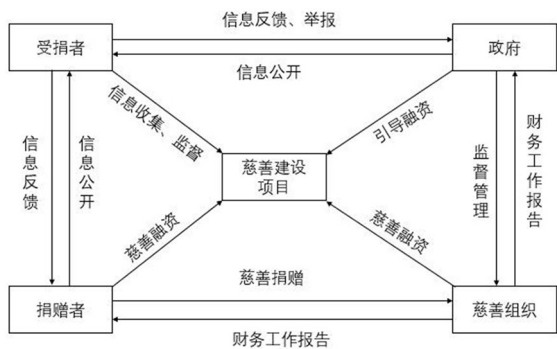 信息反馈、举报
受捐者
政府
信息公开
信息收集、监督
引导融资
信息反馈
信息公开
慈善建设
项目
监督管理
财务工作报告
慈善融资
慈善融资
慈善捐赠
捐赠者
慈善组织
财务工作报告